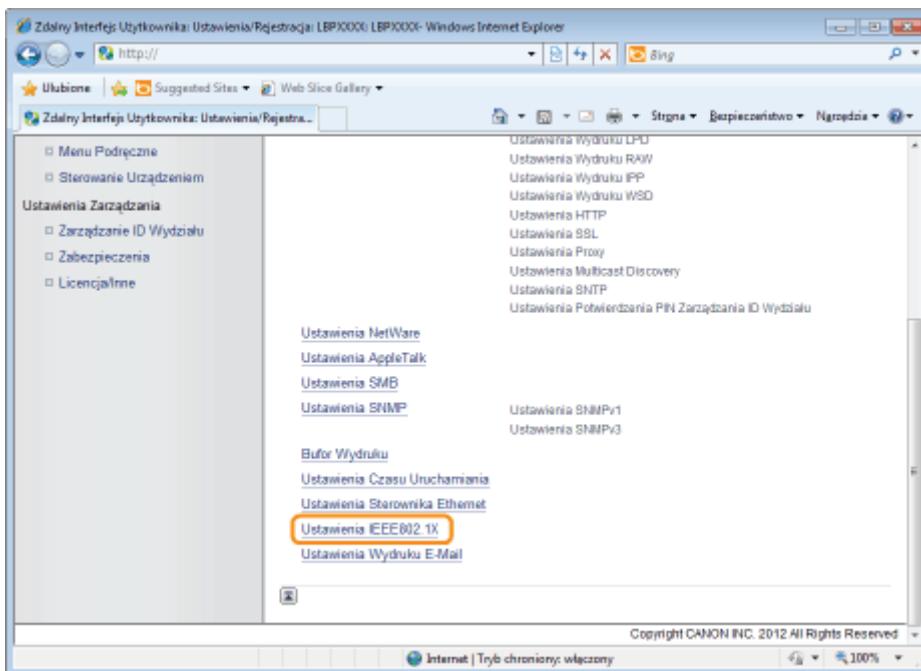 Zdalny Interfejs Użytkownika: Ustawienia/Rejestracja: LBPXXXX: LBPXXXX- Windows Internet Explorer
http://
Bing
Ulubione Suggested Sites Web Slice Gallery
Zdalny Interfejs Użytkownika: Ustawienia/Rejestra...
Strona Bezpieczeństwo Narzędzia
Menu Podręczne
Sterowanie Urządzeniem
Ustawienia Zarządzania
Zarządzanie ID Wydziału
Zabezpieczenia
Licencja/Inne
Ustawienia Wydruku LPD
Ustawienia Wydruku RAW
Ustawienia Wydruku IPP
Ustawienia Wydruku WSD
Ustawienia HTTP
Ustawienia SSL
Ustawienia Proxy
Ustawienia Multicast Discovery
Ustawienia SNTP
Ustawienia Potwierdzania PIN Zarządzania ID Wydziału
Ustawienia NetWare
Ustawienia AppleTalk
Ustawienia SMB
Ustawienia SNMP
Ustawienia SNMPv1
Ustawienia SNMPv3
Bufor Wydruku
Ustawienia Czasu Uruchamiania
Ustawienia Sterownika Ethernet
Ustawienia IEEE802.1X
Ustawienia Wydruku E-Mail
Copyright CANON INC. 2012 All Rights Reserved
Internet | Tryb chroniony: włączony
100%